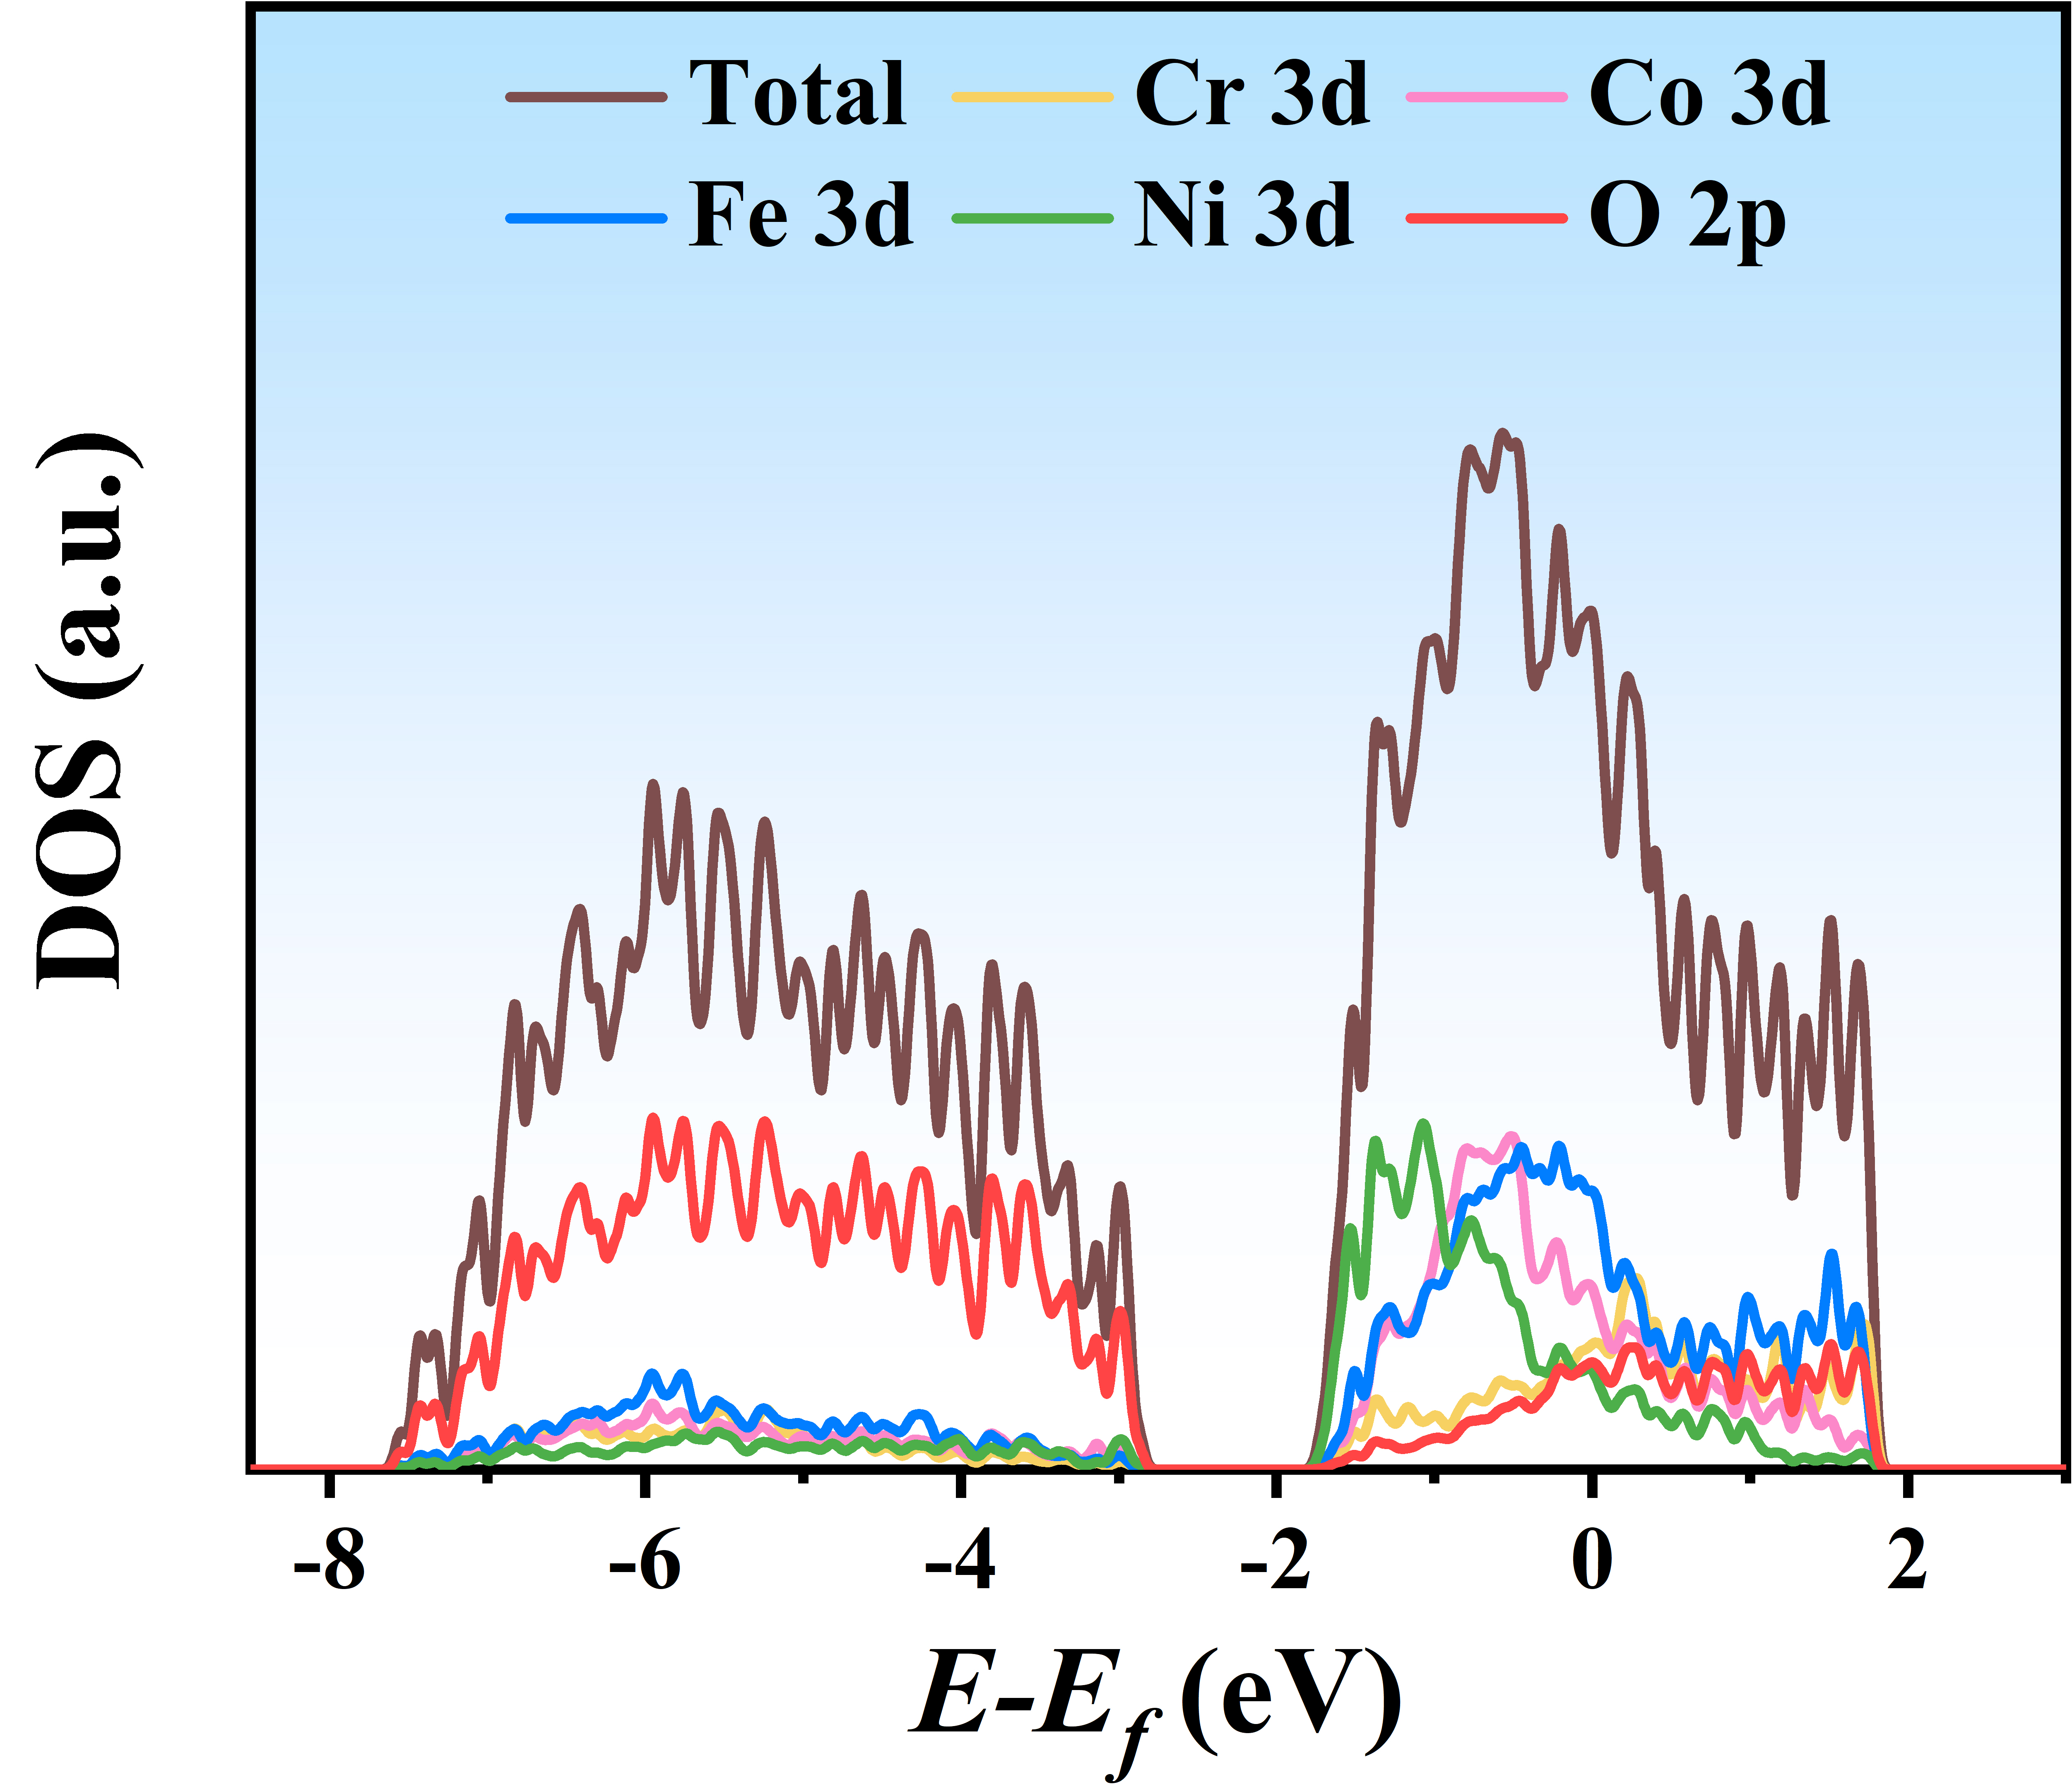 Total Cr 3d Co 3d
Fe 3d Ni 3d O 2p
DOS (a.u.)
-8 -6 -4 -2 0 2
E-Ef (eV)